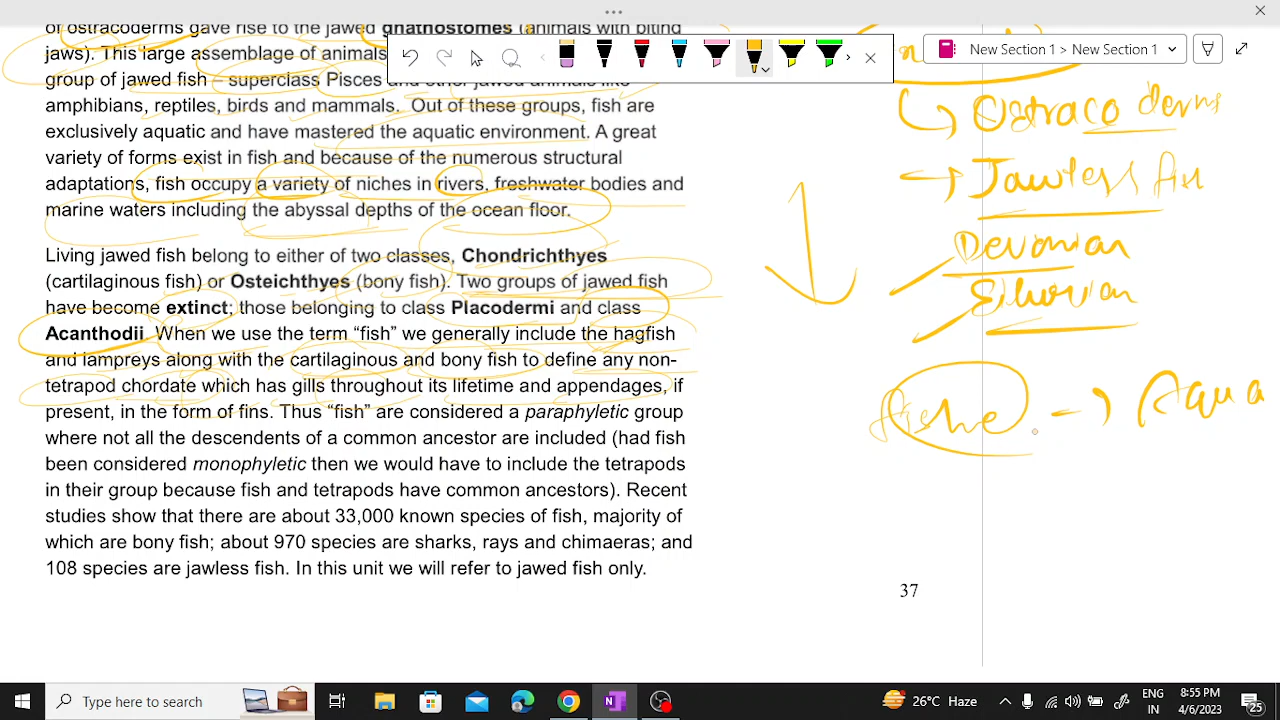 of ostracoderms gave rise to the jawed gnathostomes (animals with biting
jaws). This large assemblage of animals
group of jawed fish – superclass Pisces and other jawed animals like
amphibians, reptiles, birds and mammals. Out of these groups, fish are
exclusively aquatic and have mastered the aquatic environment. A great
variety of forms exist in fish and because of the numerous structural
adaptations, fish occupy a variety of niches in rivers, freshwater bodies and
marine waters including the abyssal depths of the ocean floor.
Living jawed fish belong to either of two classes, Chondrichthyes
(cartilaginous fish) or Osteichthyes (bony fish). Two groups of jawed fish
have become extinct; those belonging to class Placodermi and class
Acanthodii. When we use the term “fish” we generally include the hagfish
and lampreys along with the cartilaginous and bony fish to define any non-
tetrapod chordate which has gills throughout its lifetime and appendages, if
present, in the form of fins. Thus “fish” are considered a paraphyletic group
where not all the descendents of a common ancestor are included (had fish
been considered monophyletic then we would have to include the tetrapods
in their group because fish and tetrapods have common ancestors). Recent
studies show that there are about 33,000 known species of fish, majority of
which are bony fish; about 970 species are sharks, rays and chimaeras; and
108 species are jawless fish. In this unit we will refer to jawed fish only.
37
New Section 1 > New Section 1
Ostraco derms
Jawless fish
Devonian
Silurian
fishe → Aqua
Type here to search
26°C Haze
ENG
IN
8:55 PM
4/6/2023
25